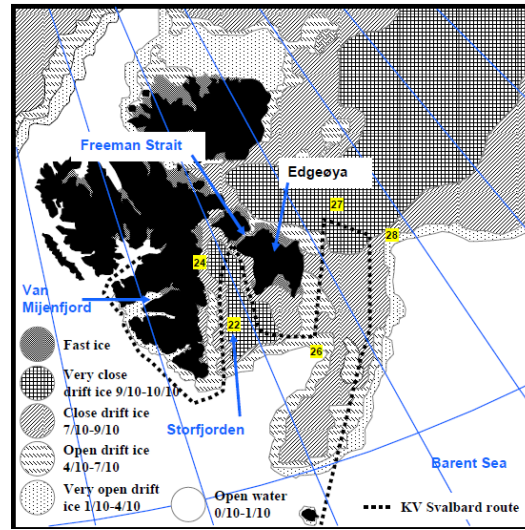 Freeman Strait
Edgeøya
27
28
24
Van
Mijenfjord
22
26
Fast ice
Very close
drift ice 9/10-10/10
Close drift ice
7/10-9/10
Storfjorden
Open drift ice
4/10-7/10
Barent Sea
Very open drift
ice 1/10-4/10
Open water
0/10-1/10
KV Svalbard route